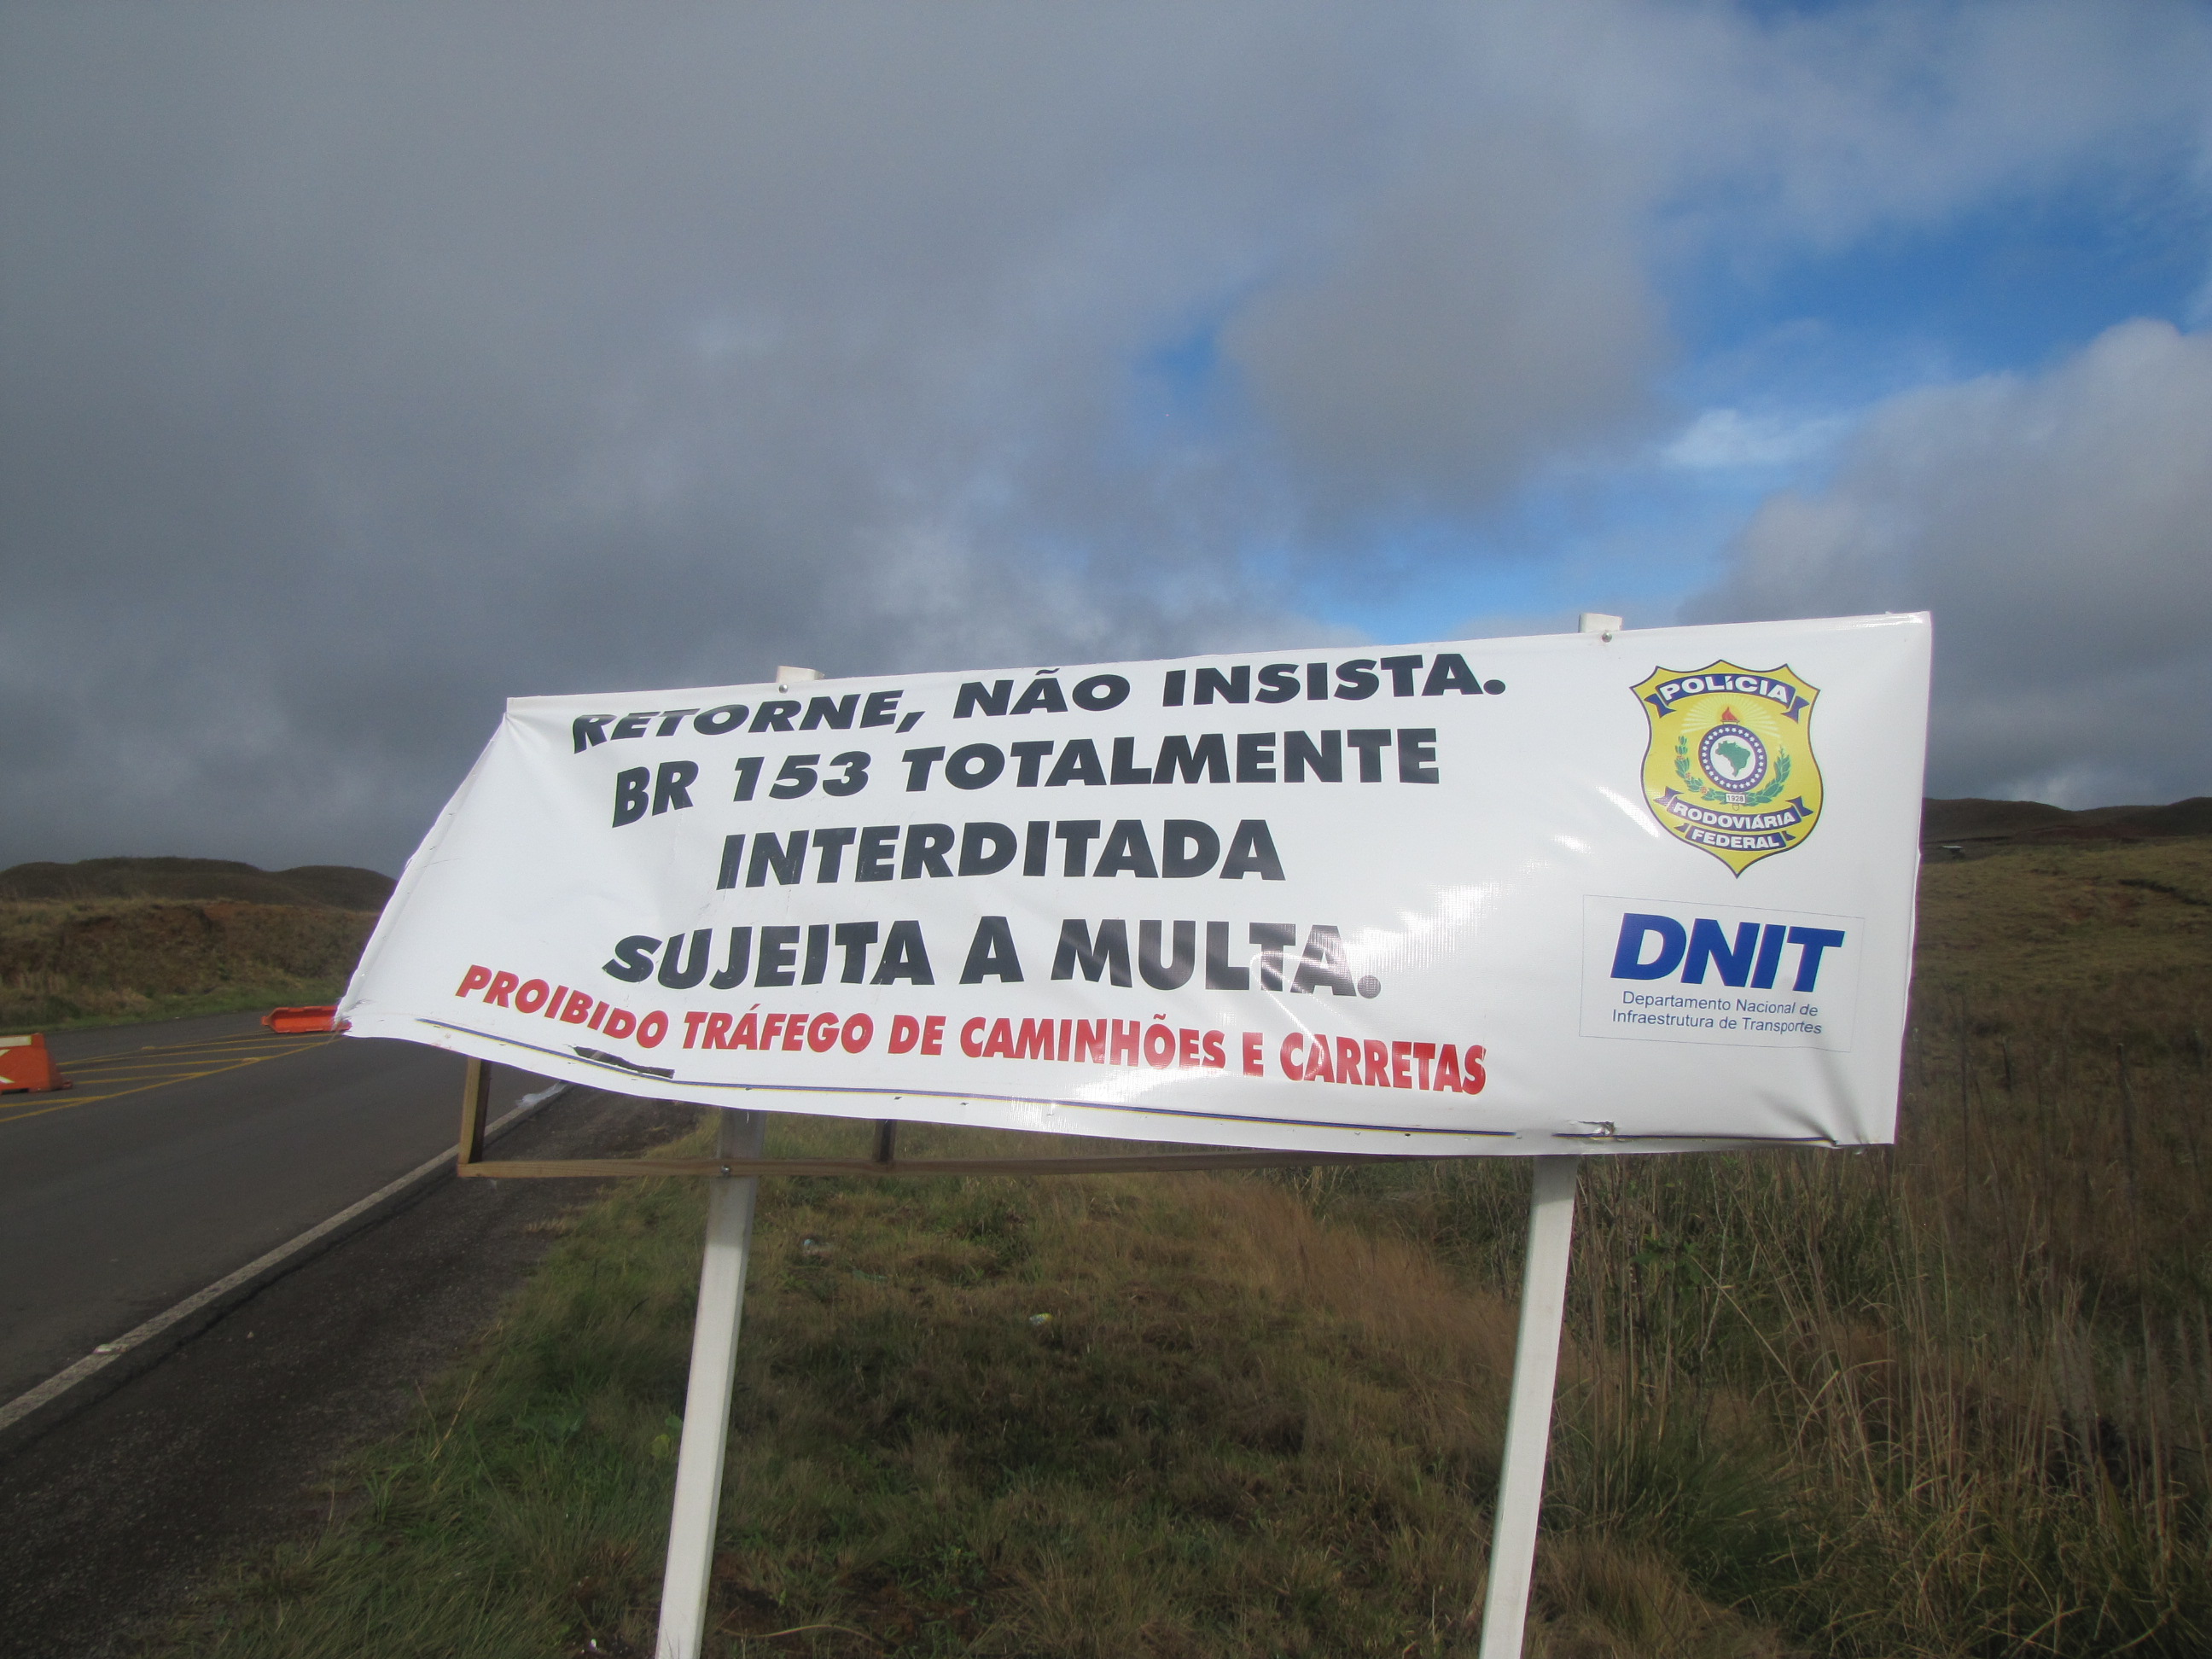 RETORNE, NÃO INSISTA.
BR 153 TOTALMENTE
INTERDITADA
SUJEITA A MULTA.
PROIBIDO TRÁFEGO DE CAMINHÕES E CARRETAS
POLÍCIA
1928
RODOVIÁRIA
FEDERAL
DNIT
Departamento Nacional de
Infraestrutura de Transportes